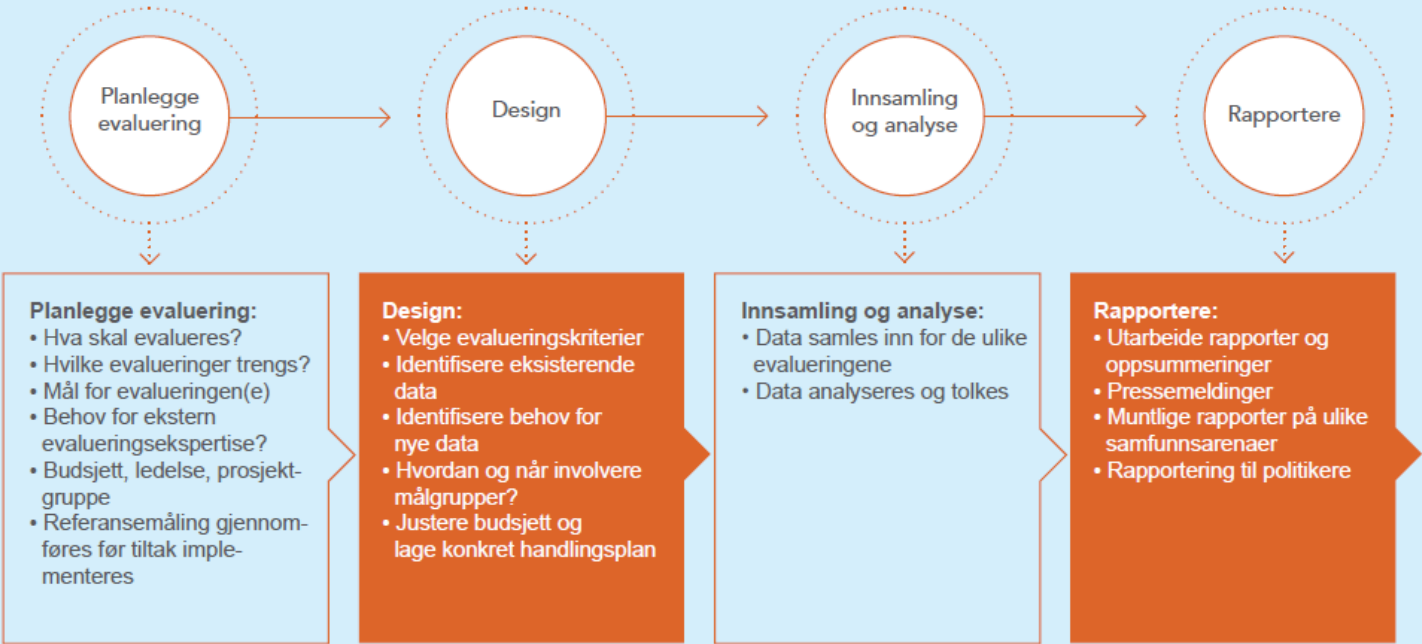 Planlegge
evaluering
Design
Innsamling
og analyse
Rapportere
Planlegge evaluering:
• Hva skal evalueres?
• Hvilke evalueringer trengs?
• Mål for evalueringen(e)
• Behov for ekstern
evalueringsekspertise?
• Budsjett, ledelse, prosjekt-
gruppe
• Referansemåling gjennom-
føres før tiltak imple-
menteres
Design:
• Velge evalueringskriterier
• Identifisere eksisterende
data
• Identifisere behov for
nye data
• Hvordan og når involvere
målgrupper?
• Justere budsjett og
lage konkret handlingsplan
Innsamling og analyse:
• Data samles inn for de ulike
evalueringene
• Data analyseres og tolkes
Rapportere:
• Utarbeide rapporter og
oppsummeringer
• Pressemeldinger
• Muntlige rapporter på ulike
samfunnsarenaer
• Rapportering til politikere